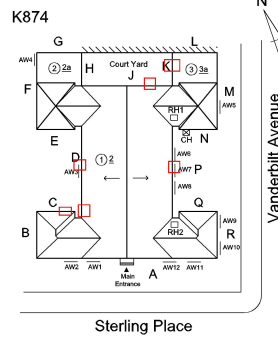 K874
N
G
L
Court Yard
AW4
② 2a
H
J
K
③ 3a
F
M
RH1
AW5
E
CH
N
AW6
D
① 2
AW7
P
AW3
AW8
Vanderbilt Avenue
C
Q
B
RH2
AW9
R
AW10
AW2
AW1
A
AW12
AW11
Main
Entrance
Sterling Place